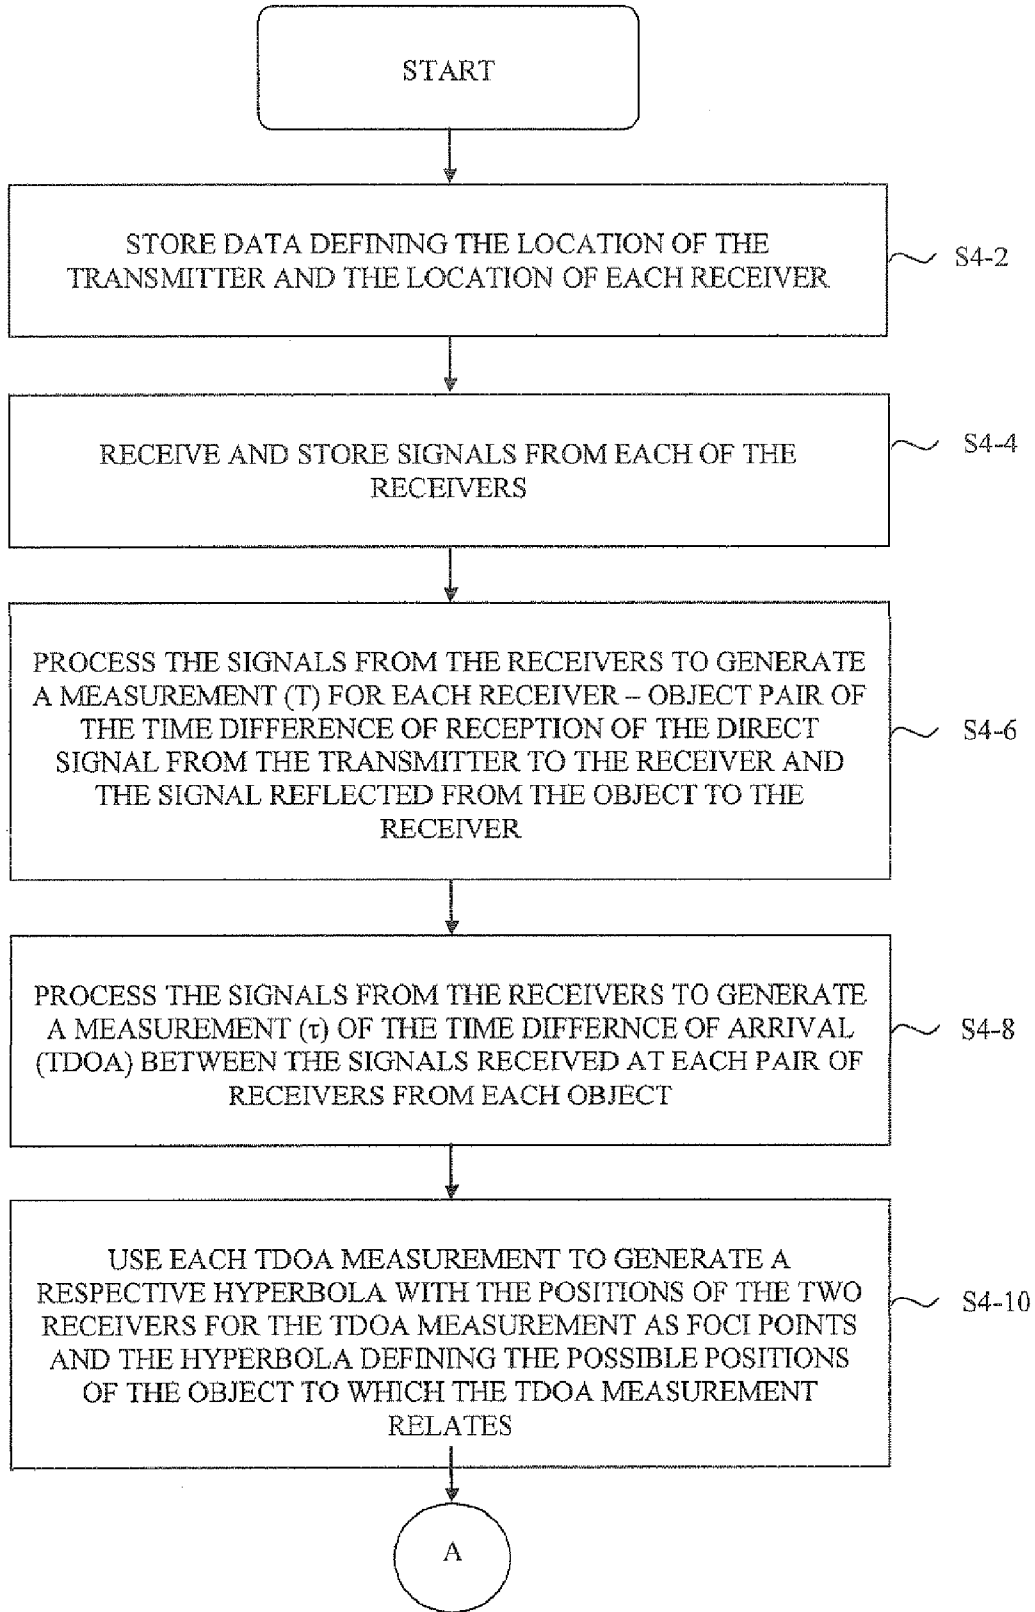 START
STORE DATA DEFINING THE LOCATION OF THE
TRANSMITTER AND THE LOCATION OF EACH RECEIVER
S4-2
RECEIVE AND STORE SIGNALS FROM EACH OF THE
RECEIVERS
S4-4
PROCESS THE SIGNALS FROM THE RECEIVERS TO GENERATE
A MEASUREMENT (T) FOR EACH RECEIVER – OBJECT PAIR OF
THE TIME DIFFERENCE OF RECEPTION OF THE DIRECT
SIGNAL FROM THE TRANSMITTER TO THE RECEIVER AND
THE SIGNAL REFLECTED FROM THE OBJECT TO THE
RECEIVER
S4-6
PROCESS THE SIGNALS FROM THE RECEIVERS TO GENERATE
A MEASUREMENT (τ) OF THE TIME DIFFERNCE OF ARRIVAL
(TDOA) BETWEEN THE SIGNALS RECEIVED AT EACH PAIR OF
RECEIVERS FROM EACH OBJECT
S4-8
USE EACH TDOA MEASUREMENT TO GENERATE A
RESPECTIVE HYPERBOLA WITH THE POSITIONS OF THE TWO
RECEIVERS FOR THE TDOA MEASUREMENT AS FOCI POINTS
AND THE HYPERBOLA DEFINING THE POSSIBLE POSITIONS
OF THE OBJECT TO WHICH THE TDOA MEASUREMENT
RELATES
S4-10
A